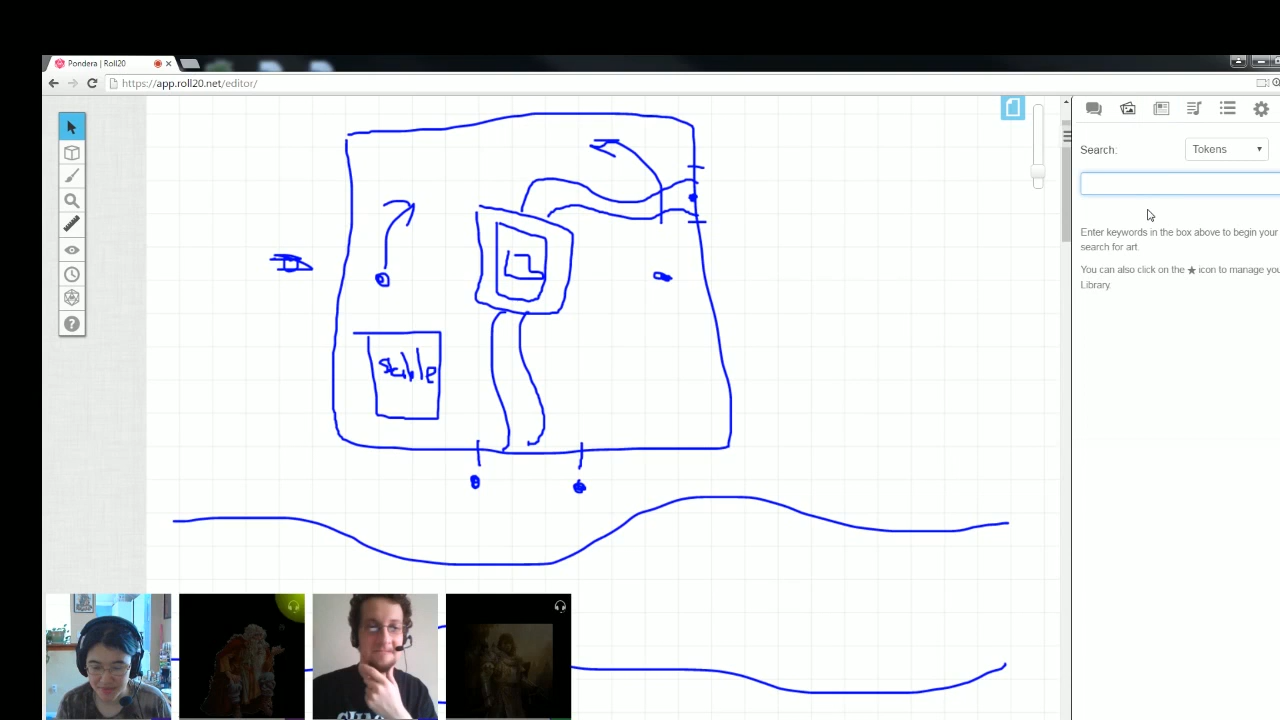 Pondera | Roll20
https://app.roll20.net/editor/
Search:
Tokens
Enter keywords in the box above to begin your
search for art.
You can also click on the ★ icon to manage you
Library
stable